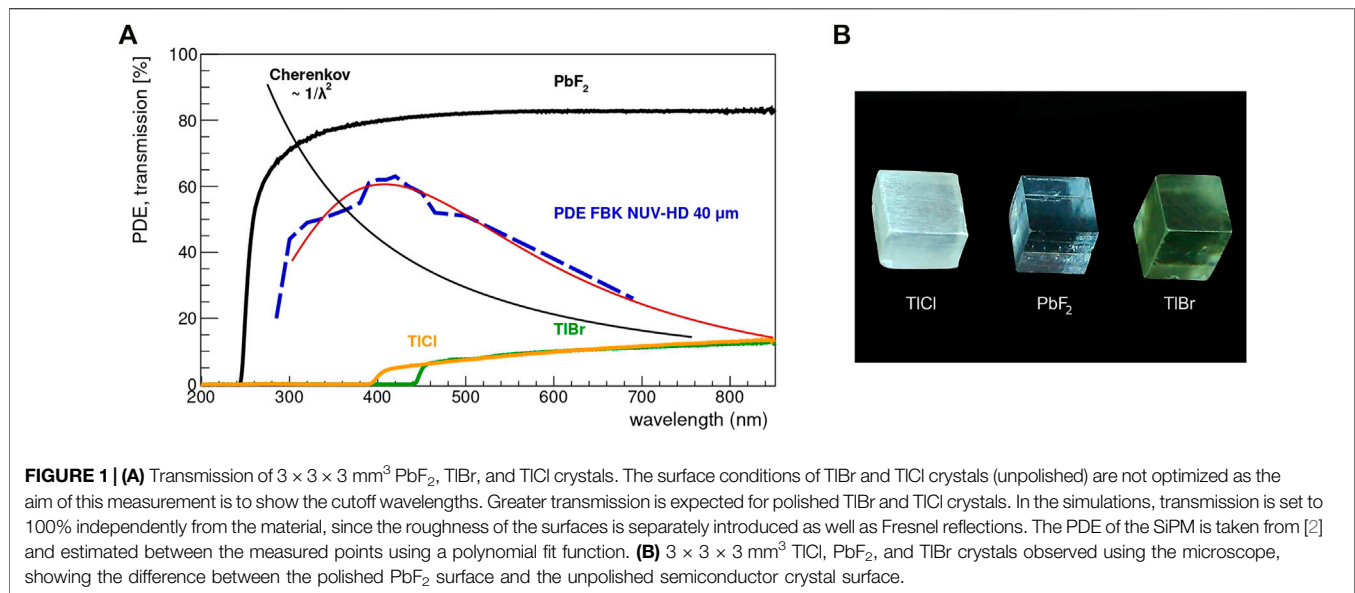 A
B
PDE, transmission [%]
100
80
60
40
20
0
Cherenkov
~ 1/λ²
PbF₂
PDE FBK NUV-HD 40 μm
TlCl
TlBr
200 300 400 500 600 700 800
wavelength (nm)
TlCl PbF₂ TlBr
FIGURE 1 | (A) Transmission of 3 × 3 × 3 mm³ PbF₂, TlBr, and TlCl crystals. The surface conditions of TlBr and TlCl crystals (unpolished) are not optimized as the
aim of this measurement is to show the cutoff wavelengths. Greater transmission is expected for polished TlBr and TlCl crystals. In the simulations, transmission is set to
100% independently from the material, since the roughness of the surfaces is separately introduced as well as Fresnel reflections. The PDE of the SiPM is taken from [2]
and estimated between the measured points using a polynomial fit function. (B) 3 × 3 × 3 mm³ TlCl, PbF₂, and TlBr crystals observed using the microscope,
showing the difference between the polished PbF₂ surface and the unpolished semiconductor crystal surface.